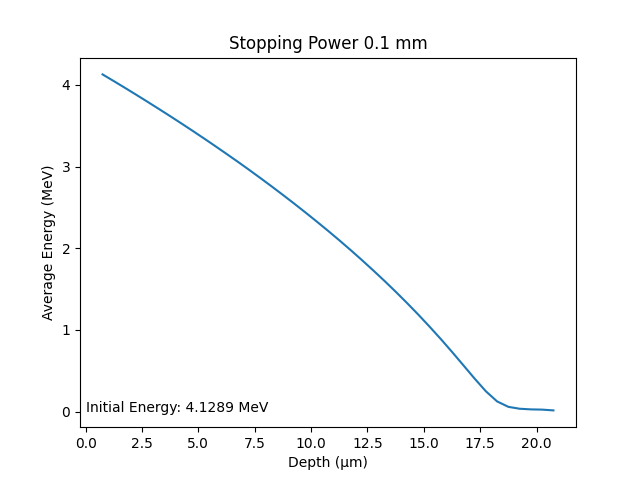 Stopping Power 0.1 mm
Average Energy (MeV)
4
3
2
1
0
Initial Energy: 4.1289 MeV
0.0 2.5 5.0 7.5 10.0 12.5 15.0 17.5 20.0
Depth (μm)